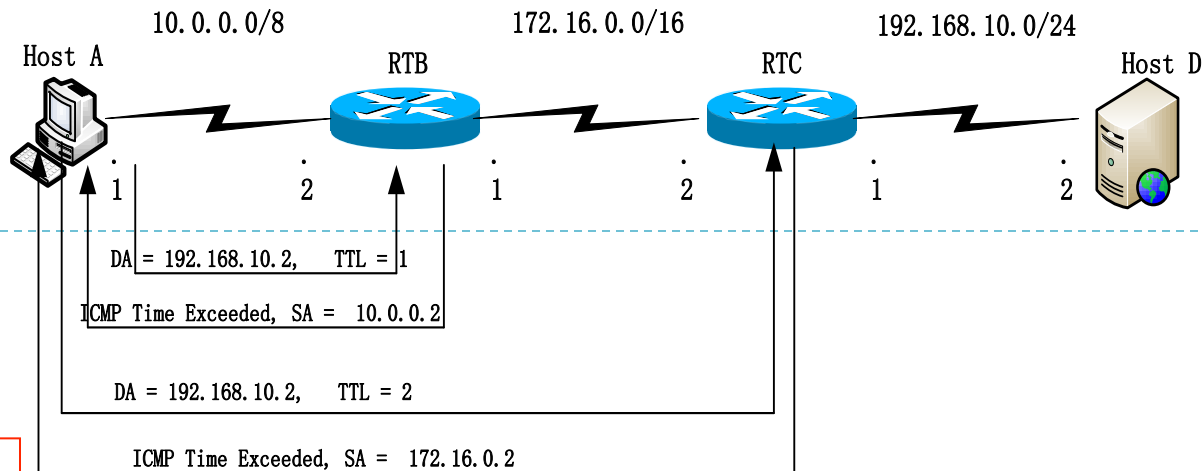 10.0.0.0/8
172.16.0.0/16
192.168.10.0/24
Host A
RTB
RTC
Host D
.1
.2
.1
.2
.1
.2
DA = 192.168.10.2, TTL = 1
ICMP Time Exceeded, SA = 10.0.0.2
DA = 192.168.10.2, TTL = 2
ICMP Time Exceeded, SA = 172.16.0.2